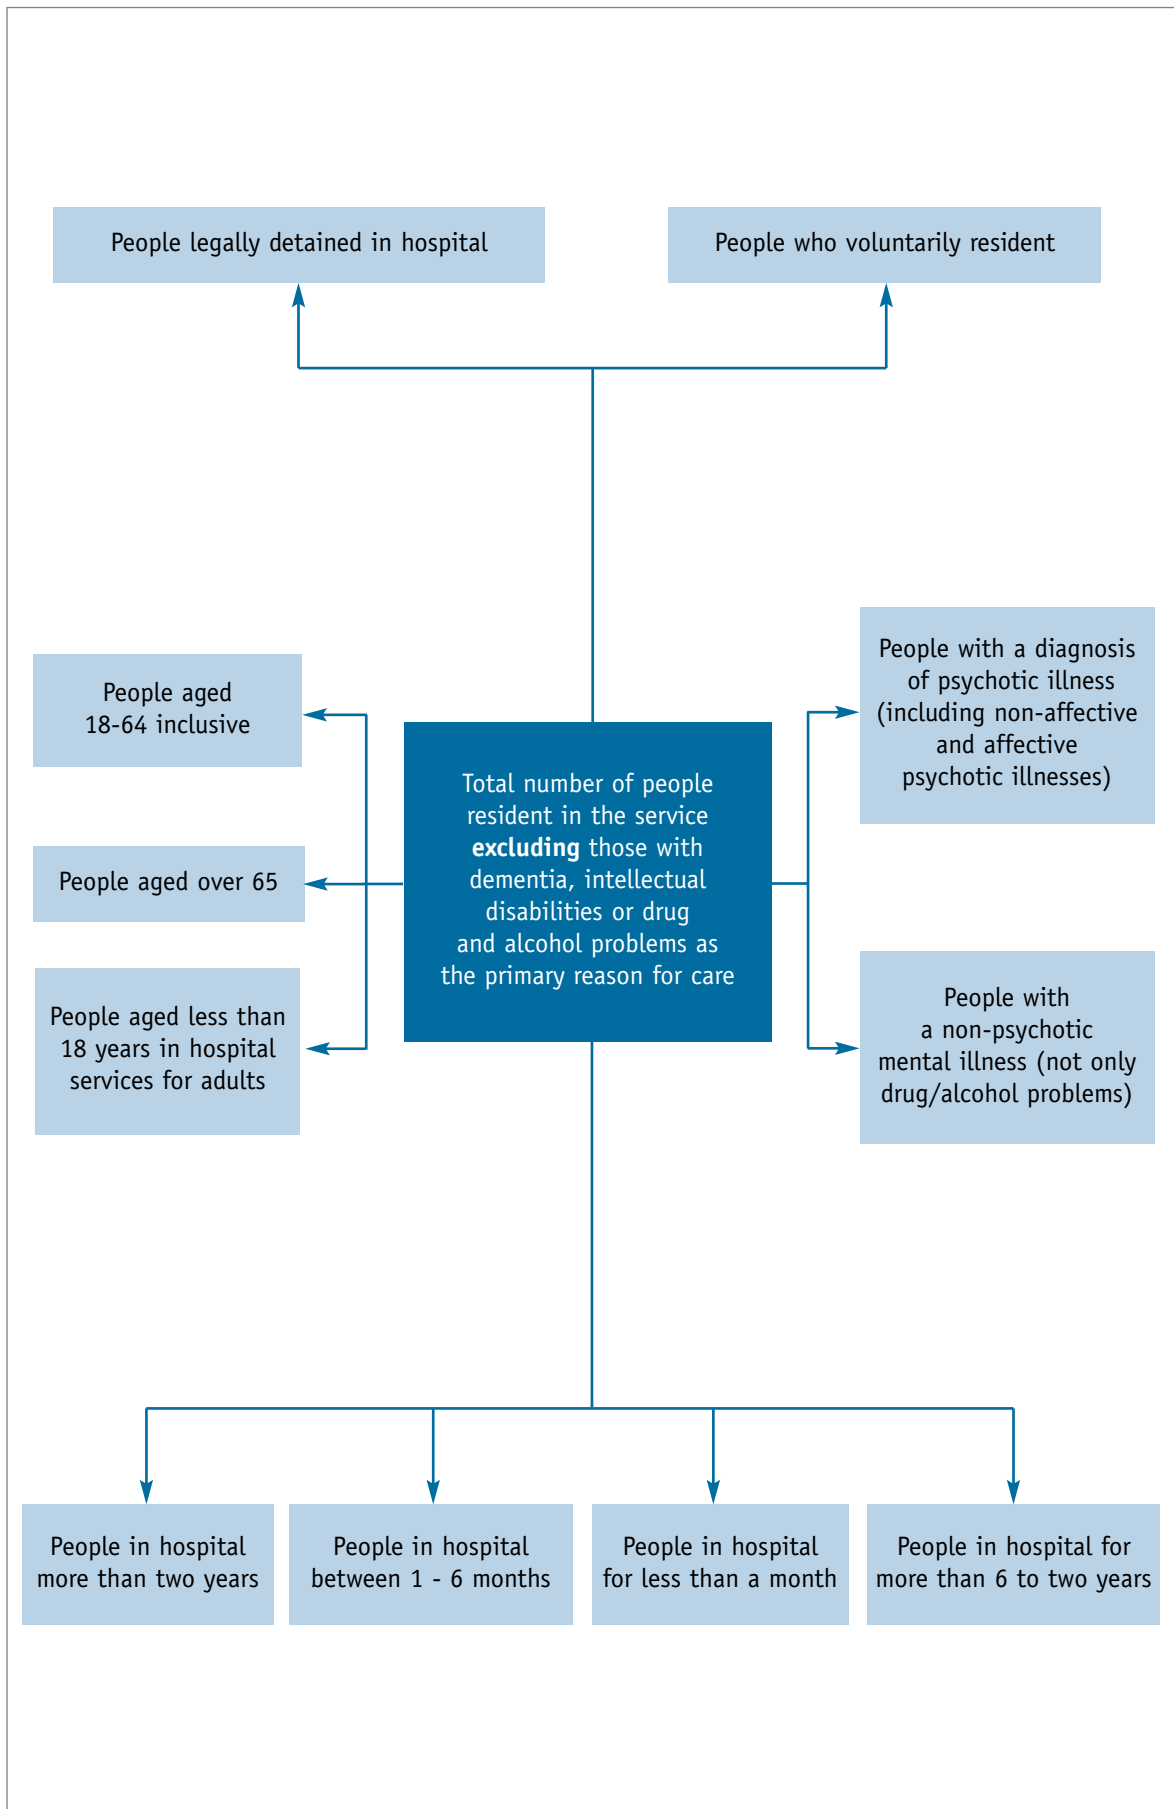 People legally detained in hospital
People who voluntarily resident
People aged
18-64 inclusive
People aged over 65
People aged less than
18 years in hospital
services for adults
Total number of people
resident in the service
excluding those with
dementia, intellectual
disabilities or drug
and alcohol problems as
the primary reason for care
People with a diagnosis
of psychotic illness
(including non-affective
and affective
psychotic illnesses)
People with
a non-psychotic
mental illness (not only
drug/alcohol problems)
People in hospital
more than two years
People in hospital
between 1 - 6 months
People in hospital
for less than a month
People in hospital for
more than 6 to two years